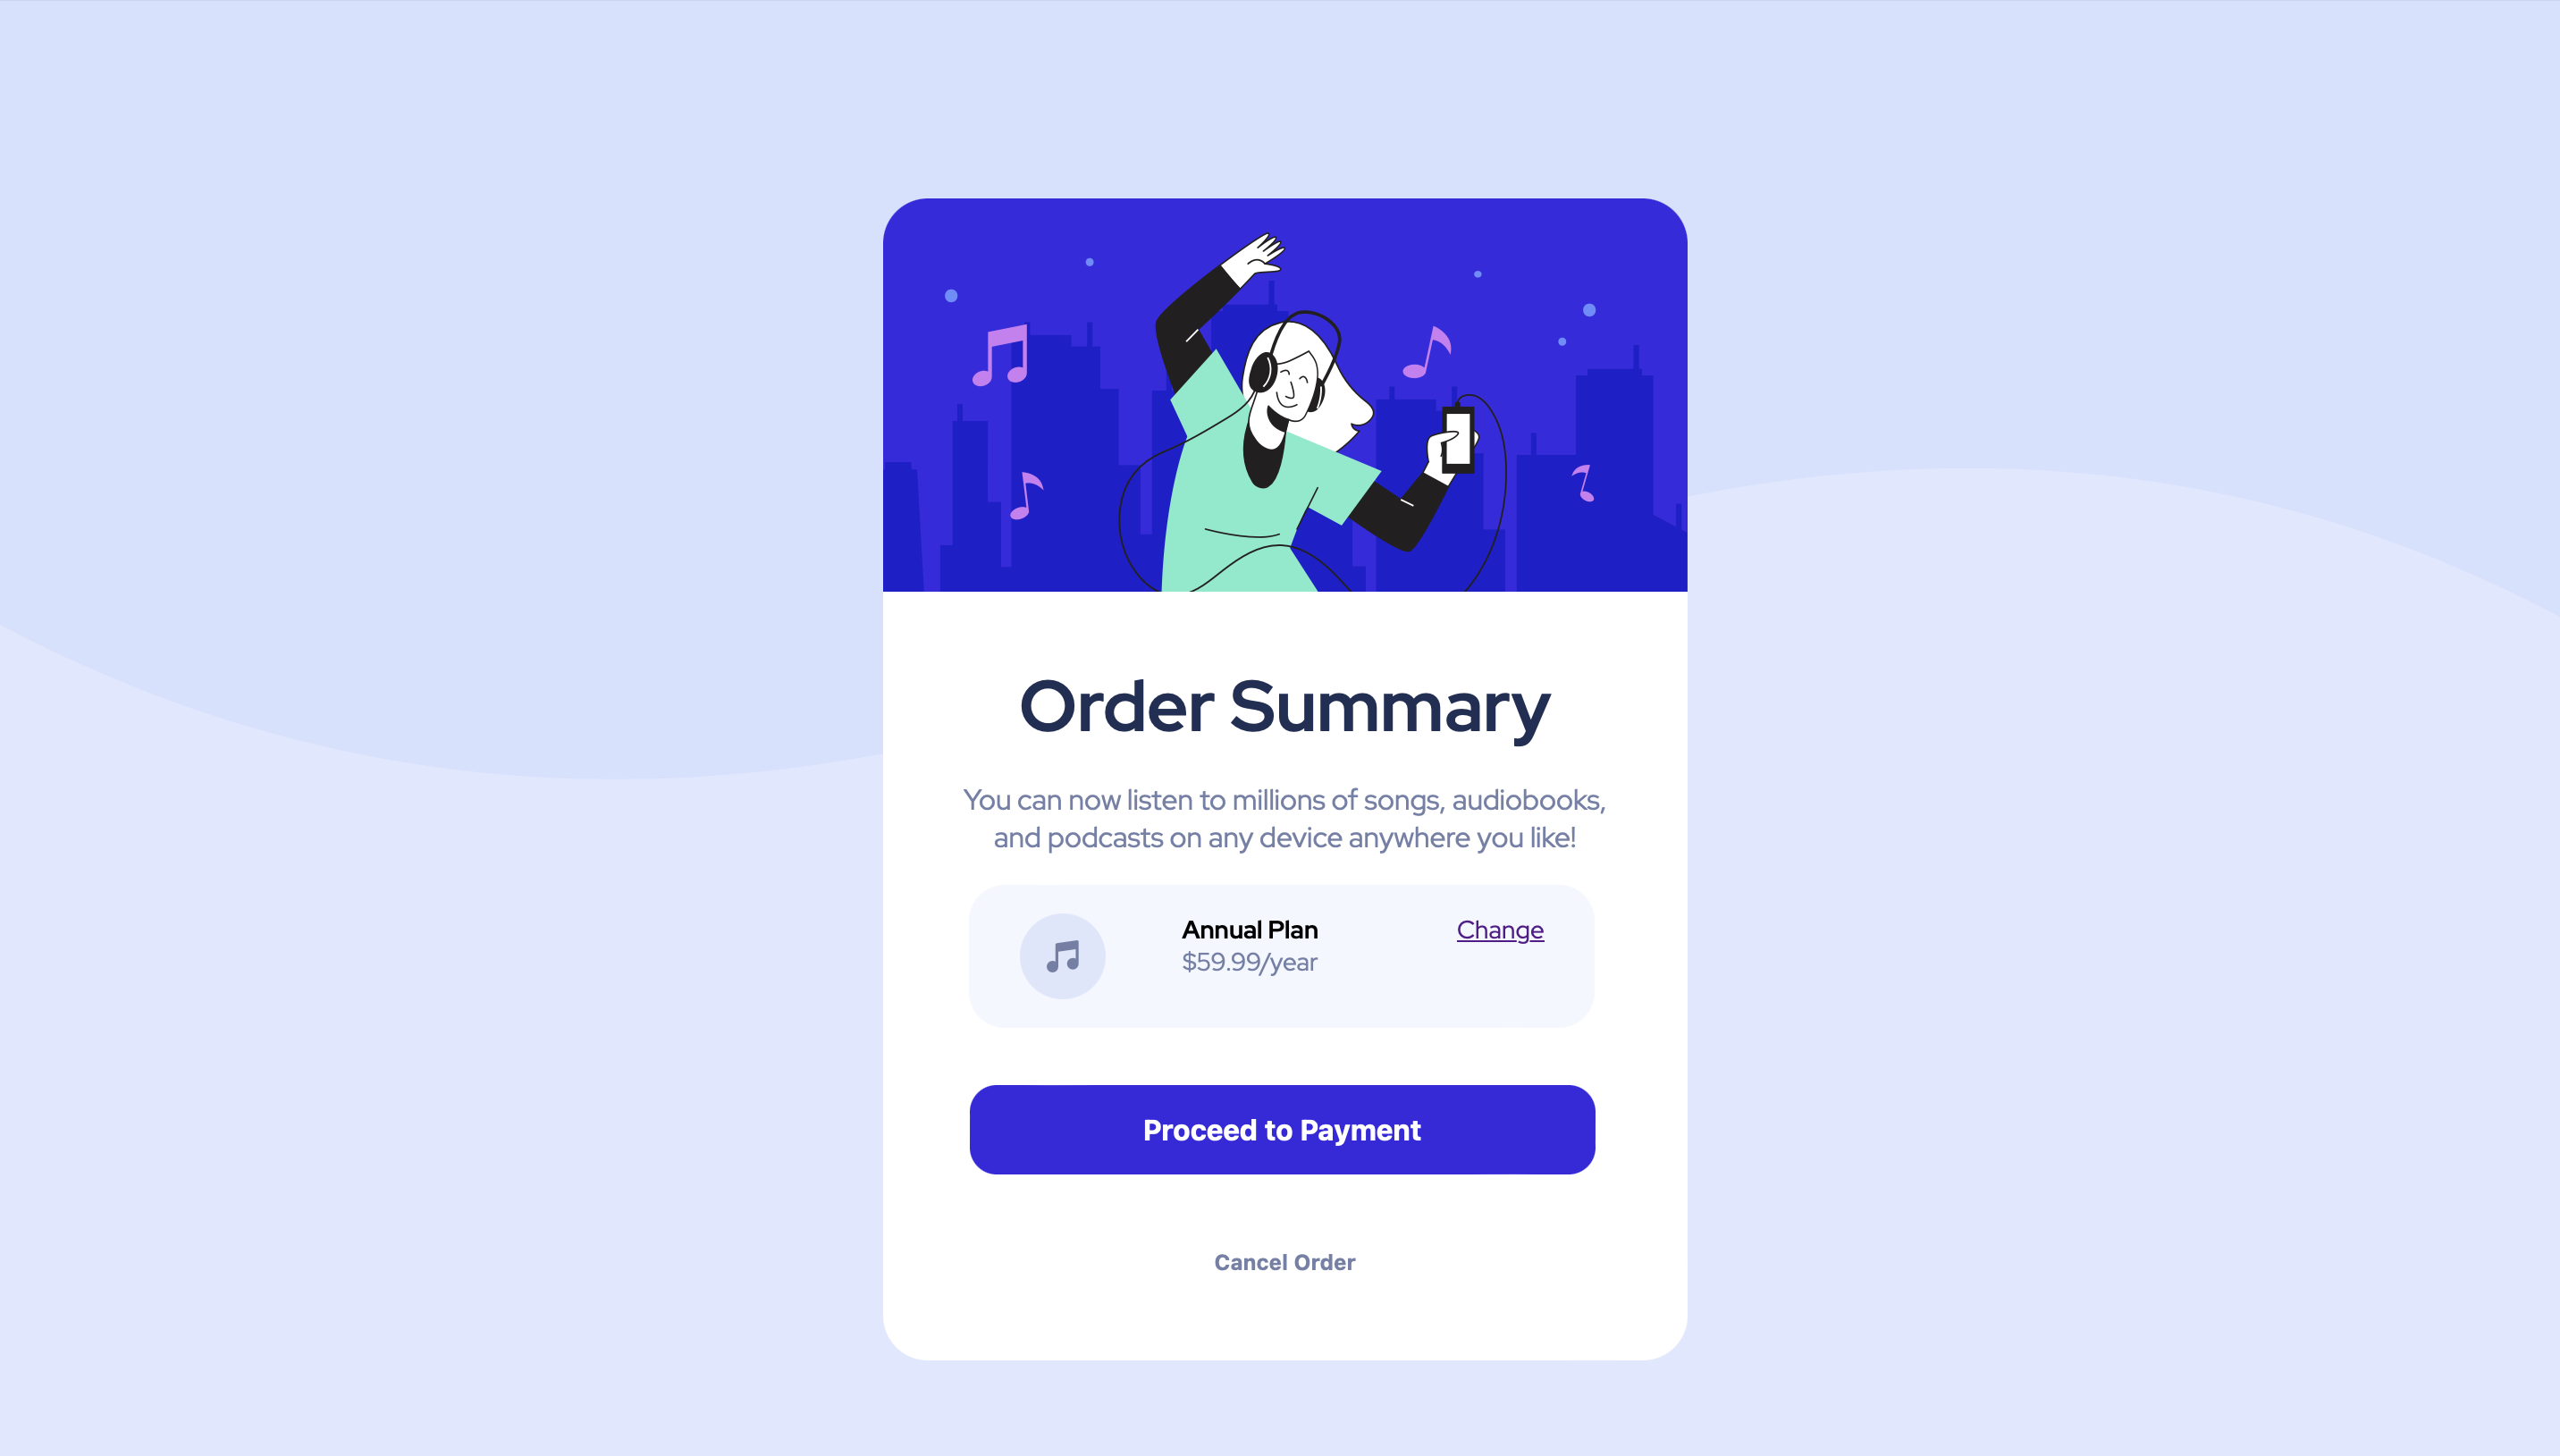 Order Summary
You can now listen to millions of songs, audiobooks,
and podcasts on any device anywhere you like!
Annual Plan
Change
$59.99/year
Proceed to Payment
Cancel Order